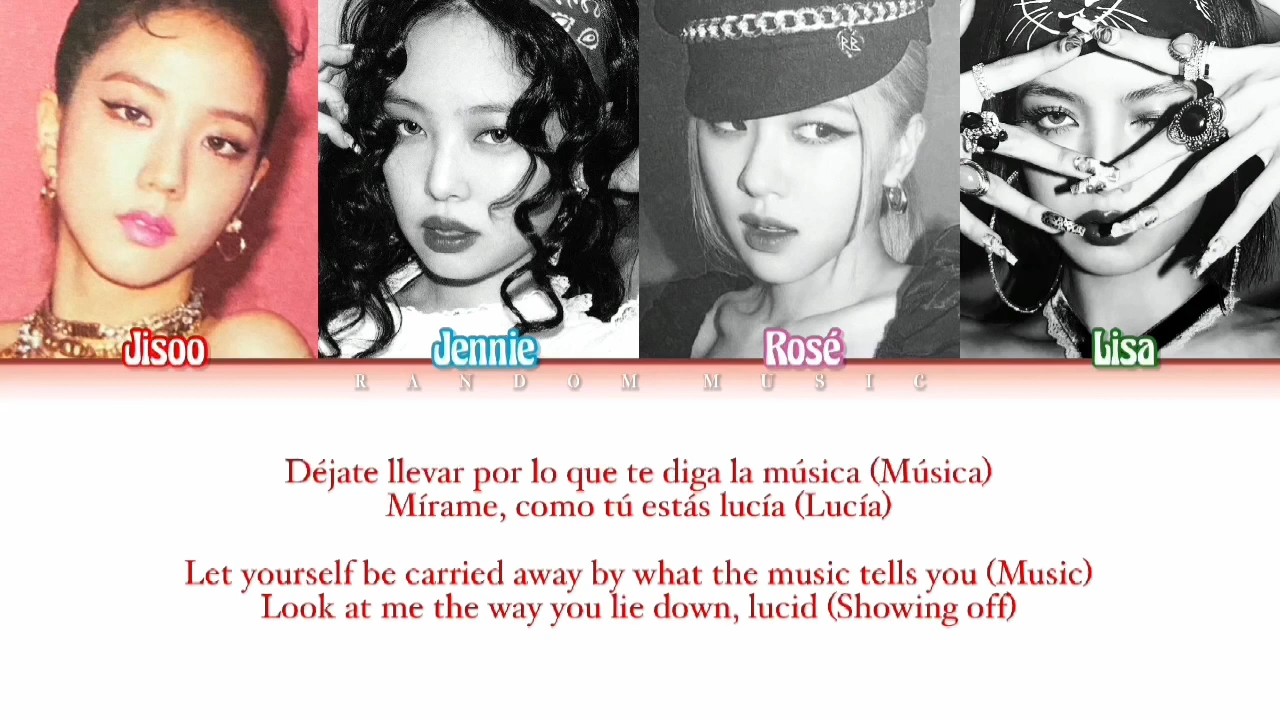 RB
Jisoo
Jennie
Rosé
Lisa
RANDOM MUSIC
Déjate llevar por lo que te diga la música (Música)
Mírame, como tú estás lucía (Lucía)
Let yourself be carried away by what the music tells you (Music)
Look at me the way you lie down, lucid (Showing off)